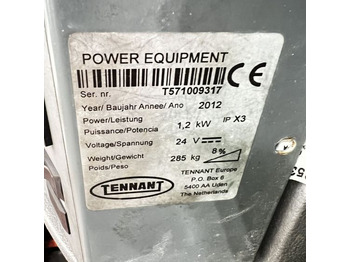 POWER EQUIPMENT
Ser. nr. T571009317 CE
Year/ Baujahr Annee/ Ano 2012
Power/Leistung
Puissance/Potencia 1,2 kW IP X3
Voltage/Spannung 24 V
Weight/Gewicht
Poids/Peso 285 kg 8%
TENNANT
TENNANT Europe
P.O. Box 6
5400 AA Uden
The Netherlands
53